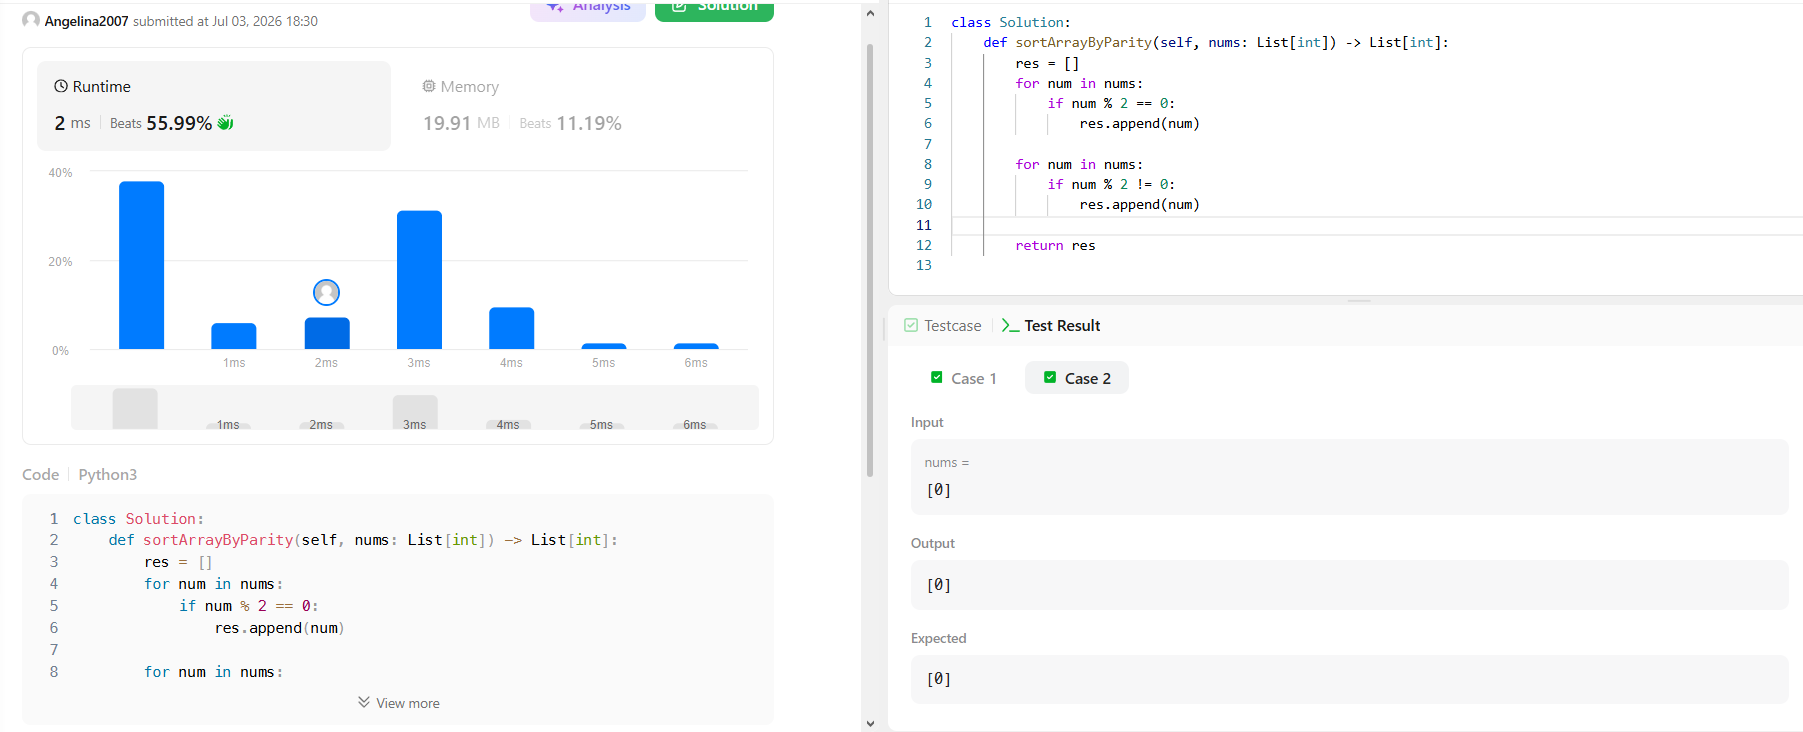 Angelina2007 submitted at Jul 03, 2026 18:30
Analysis
Solution
Runtime
2 ms Beats 55.99%
Memory
19.91 MB Beats 11.19%
40%
20%
0%
1ms 2ms 3ms 4ms 5ms 6ms
1ms 2ms 3ms 4ms 5ms 6ms
Code Python3
1 class Solution:
2 def sortArrayByParity(self, nums: List[int]) -> List[int]:
3 res = []
4 for num in nums:
5 if num % 2 == 0:
6 res.append(num)
7
8 for num in nums:
View more
1 class Solution:
2 def sortArrayByParity(self, nums: List[int]) -> List[int]:
3 res = []
4 for num in nums:
5 if num % 2 == 0:
6 res.append(num)
7
8 for num in nums:
9 if num % 2 != 0:
10 res.append(num)
11
12 return res
13
Testcase
Test Result
Case 1 Case 2
Input
nums =
[0]
Output
[0]
Expected
[0]